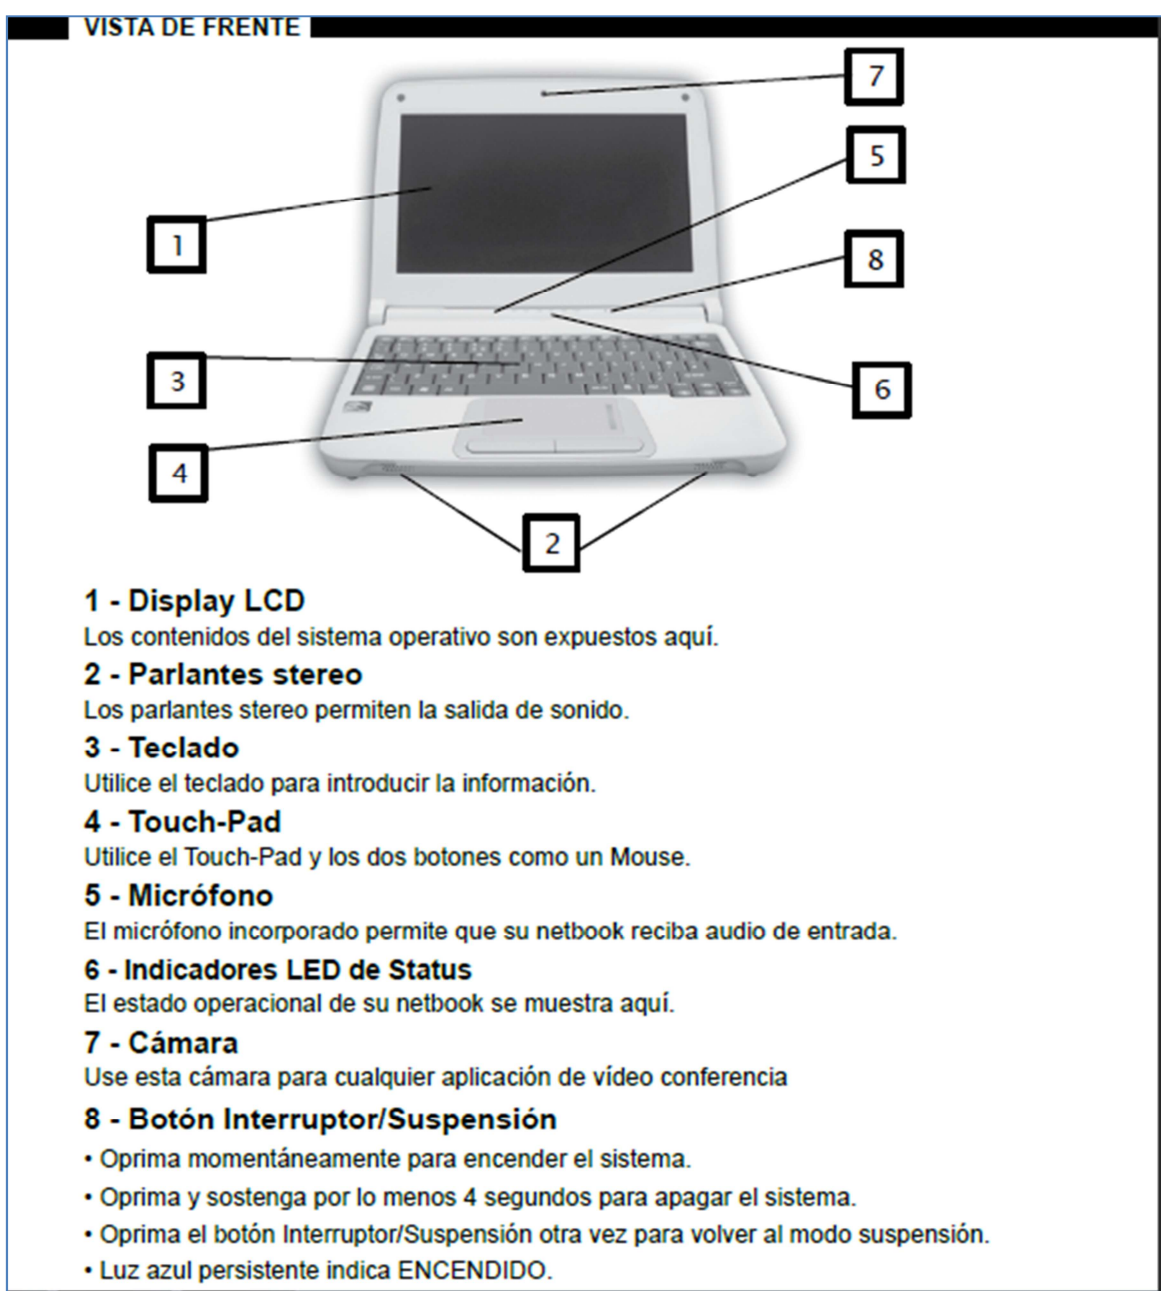 VISTA DE FRENTE
7
5
1
8
3
6
4
2
1 - Display LCD
Los contenidos del sistema operativo son expuestos aquí.
2 - Parlantes stereo
Los parlantes stereo permiten la salida de sonido.
3 - Teclado
Utilice el teclado para introducir la información.
4 - Touch-Pad
Utilice el Touch-Pad y los dos botones como un Mouse.
5 - Micrófono
El micrófono incorporado permite que su netbook reciba audio de entrada.
6 - Indicadores LED de Status
El estado operacional de su netbook se muestra aquí.
7 - Cámara
Use esta cámara para cualquier aplicación de vídeo conferencia
8 - Botón Interruptor/Suspensión
• Oprima momentáneamente para encender el sistema.
• Oprima y sostenga por lo menos 4 segundos para apagar el sistema.
• Oprima el botón Interruptor/Suspensión otra vez para volver al modo suspensión.
• Luz azul persistente indica ENCENDIDO.